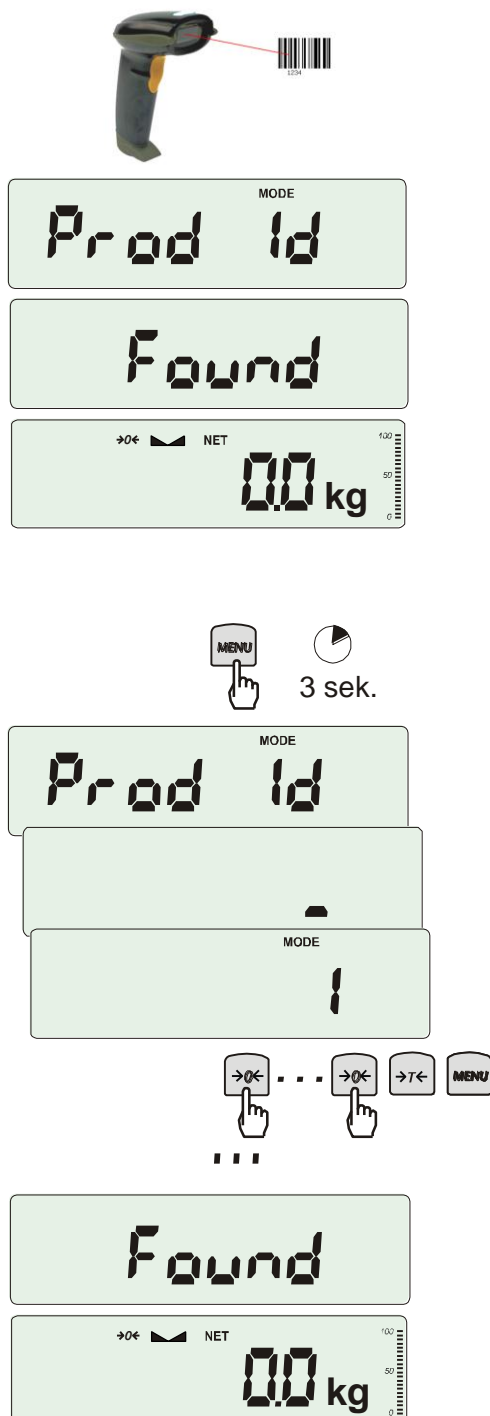 1234
MODE
Prod Id
Found
→0← NET 100
50
0.0 kg
0
MENU
3 sek.
MODE
Prod Id
-
MODE
1
→0← ... →0← →T← MENU
...
Found
→0← NET 100
50
0.0 kg
0